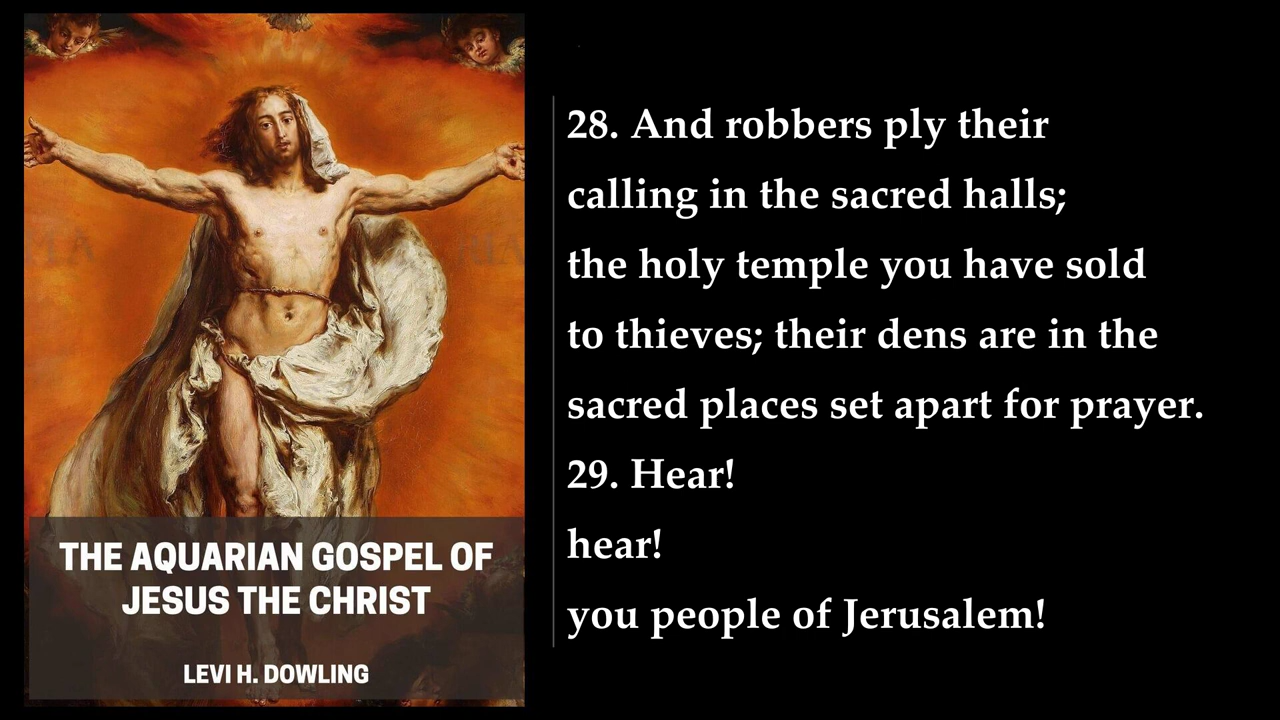 THE AQUARIAN GOSPEL OF
JESUS THE CHRIST
LEVI H. DOWLING
28. And robbers ply their
calling in the sacred halls;
the holy temple you have sold
to thieves; their dens are in the
sacred places set apart for prayer.
29. Hear!
hear!
you people of Jerusalem!